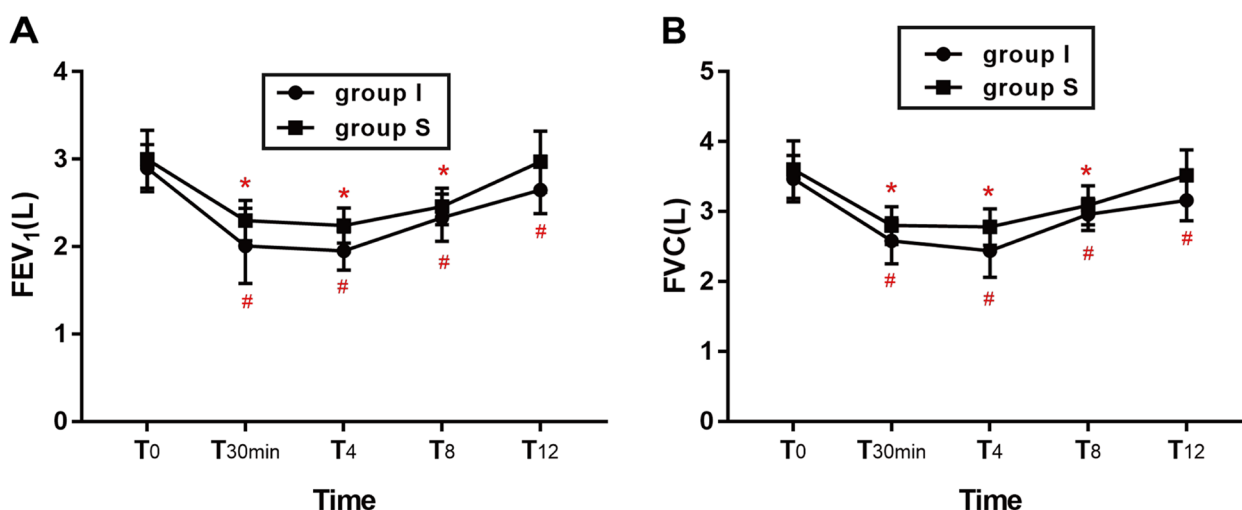 A
FEV1(L)
4
3
2
1
0
group I
group S
*
*
*
#
#
#
#
T0
T30min
T4
T8
T12
Time
B
FVC(L)
5
4
3
2
1
0
group I
group S
*
*
*
#
#
#
#
T0
T30min
T4
T8
T12
Time